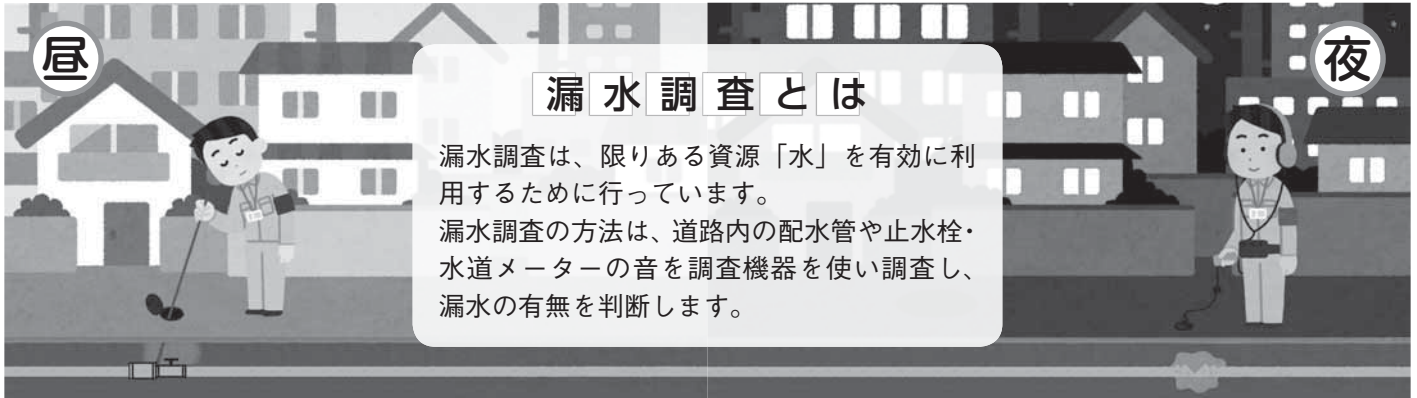 昼
夜
漏水調査とは
漏水調査は、限りある資源「水」を有効に利
用するために行っています。
漏水調査の方法は、道路内の配水管や止水栓・
水道メーターの音を調査機器を使い調査し、
漏水の有無を判断します。